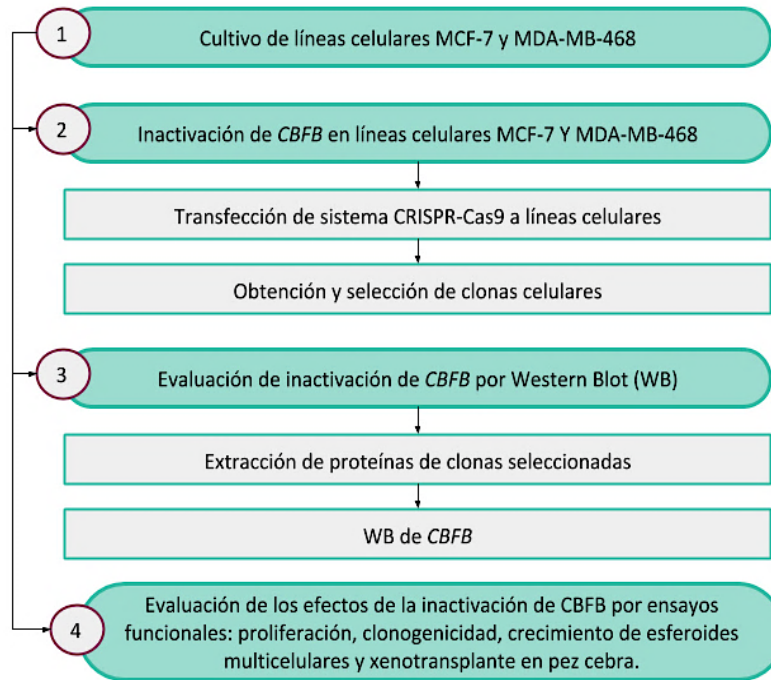 1
Cultivo de líneas celulares MCF-7 y MDA-MB-468
2
Inactivación de CBFB en líneas celulares MCF-7 Y MDA-MB-468
Transfección de sistema CRISPR-Cas9 a líneas celulares
Obtención y selección de clonas celulares
3
Evaluación de inactivación de CBFB por Western Blot (WB)
Extracción de proteínas de clonas seleccionadas
WB de CBFB
4
Evaluación de los efectos de la inactivación de CBFB por ensayos
funcionales: proliferación, clonogenicidad, crecimiento de esferoides
multicelulares y xenotransplante en pez cebra.